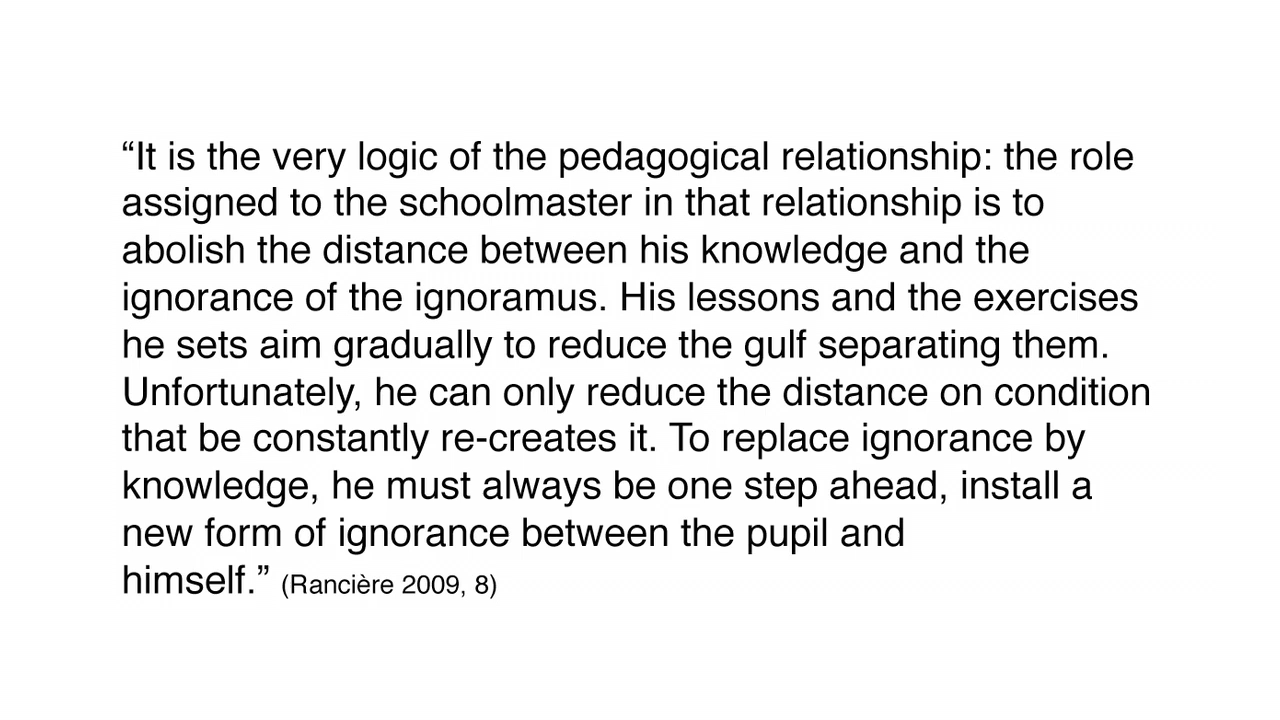 “It is the very logic of the pedagogical relationship: the role
assigned to the schoolmaster in that relationship is to
abolish the distance between his knowledge and the
ignorance of the ignoramus. His lessons and the exercises
he sets aim gradually to reduce the gulf separating them.
Unfortunately, he can only reduce the distance on condition
that be constantly re-creates it. To replace ignorance by
knowledge, he must always be one step ahead, install a
new form of ignorance between the pupil and
himself.” (Rancière 2009, 8)